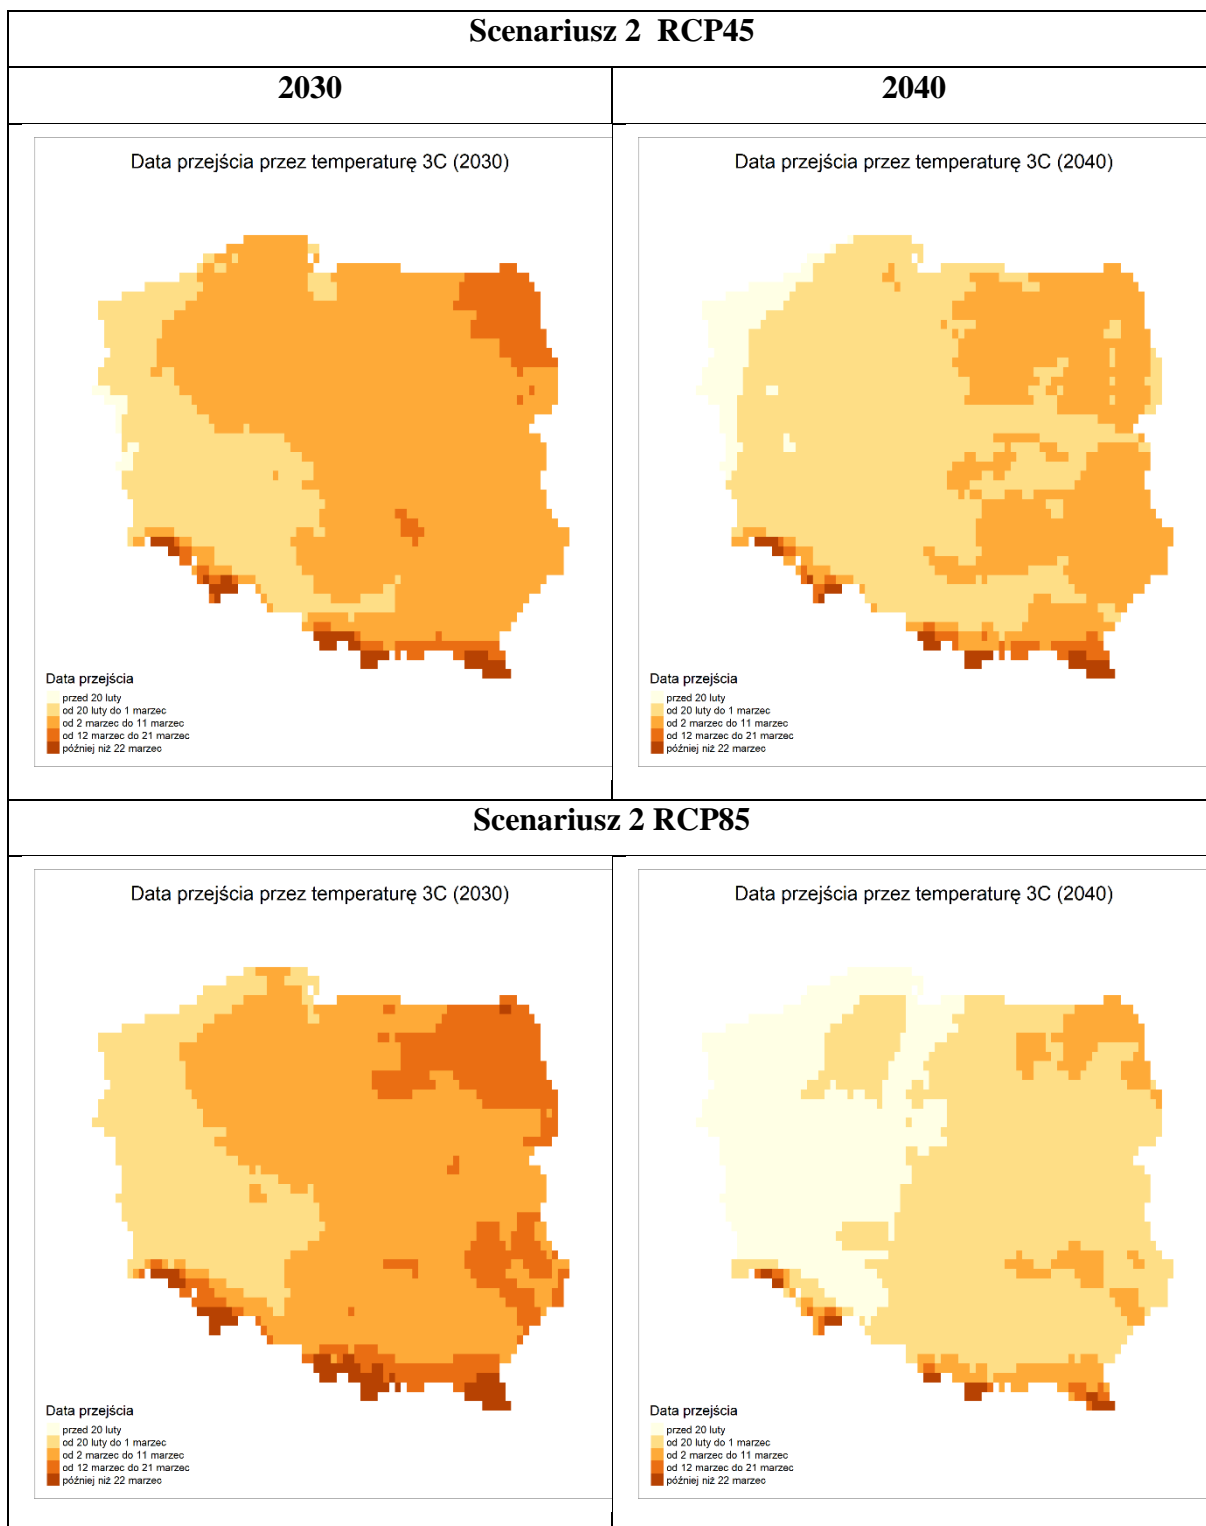 Scenariusz 2 RCP45
2030
2040
Data przejścia przez temperaturę 3C (2030)
Data przejścia
przed 20 luty
od 20 luty do 1 marzec
od 2 marzec do 11 marzec
od 12 marzec do 21 marzec
później niż 22 marzec
Data przejścia przez temperaturę 3C (2040)
Data przejścia
przed 20 luty
od 20 luty do 1 marzec
od 2 marzec do 11 marzec
od 12 marzec do 21 marzec
później niż 22 marzec
Scenariusz 2 RCP85
Data przejścia przez temperaturę 3C (2030)
Data przejścia
przed 20 luty
od 20 luty do 1 marzec
od 2 marzec do 11 marzec
od 12 marzec do 21 marzec
później niż 22 marzec
Data przejścia przez temperaturę 3C (2040)
Data przejścia
przed 20 luty
od 20 luty do 1 marzec
od 2 marzec do 11 marzec
od 12 marzec do 21 marzec
później niż 22 marzec